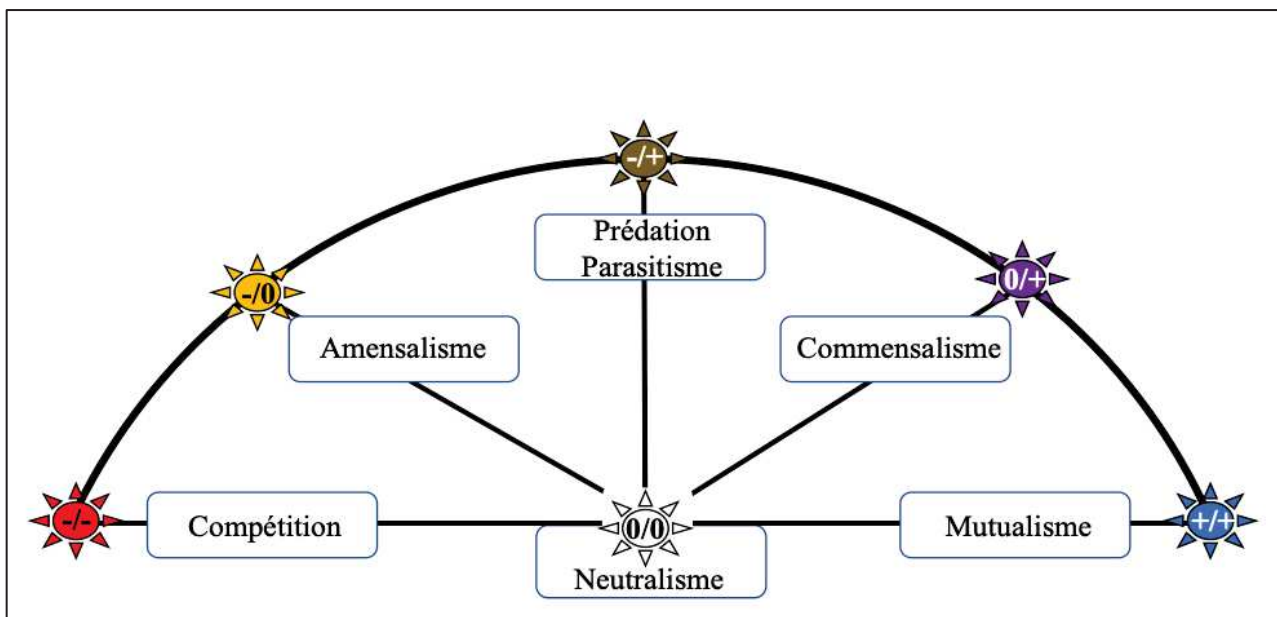 -/+
Prédation
Parasitisme
-/0
0/+
Amensalisme
Commensalisme
-/-
Compétition
0/0
Neutralisme
Mutualisme
+/+